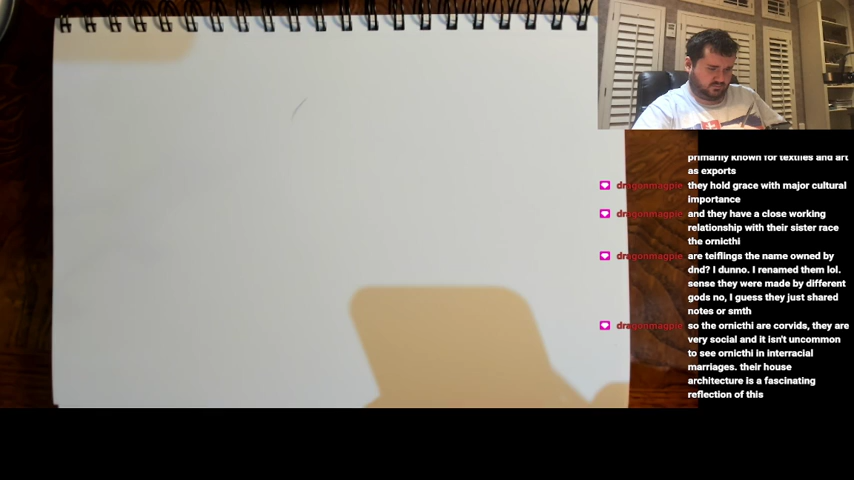 primarily known for textiles and art
as exports
dragonmagpie they hold grace with major cultural
importance
dragonmagpie and they have a close working
relationship with their sister race
the ornicthi
dragonmagpie are teiflings the name owned by
dnd? I dunno. I renamed them lol.
sense they were made by different
gods no, I guess they just shared
notes or smth
dragonmagpie so the ornicthi are corvids, they are
very social and it isn't uncommon
to see ornicthi in interracial
marriages. their house
architecture is a fascinating
reflection of this